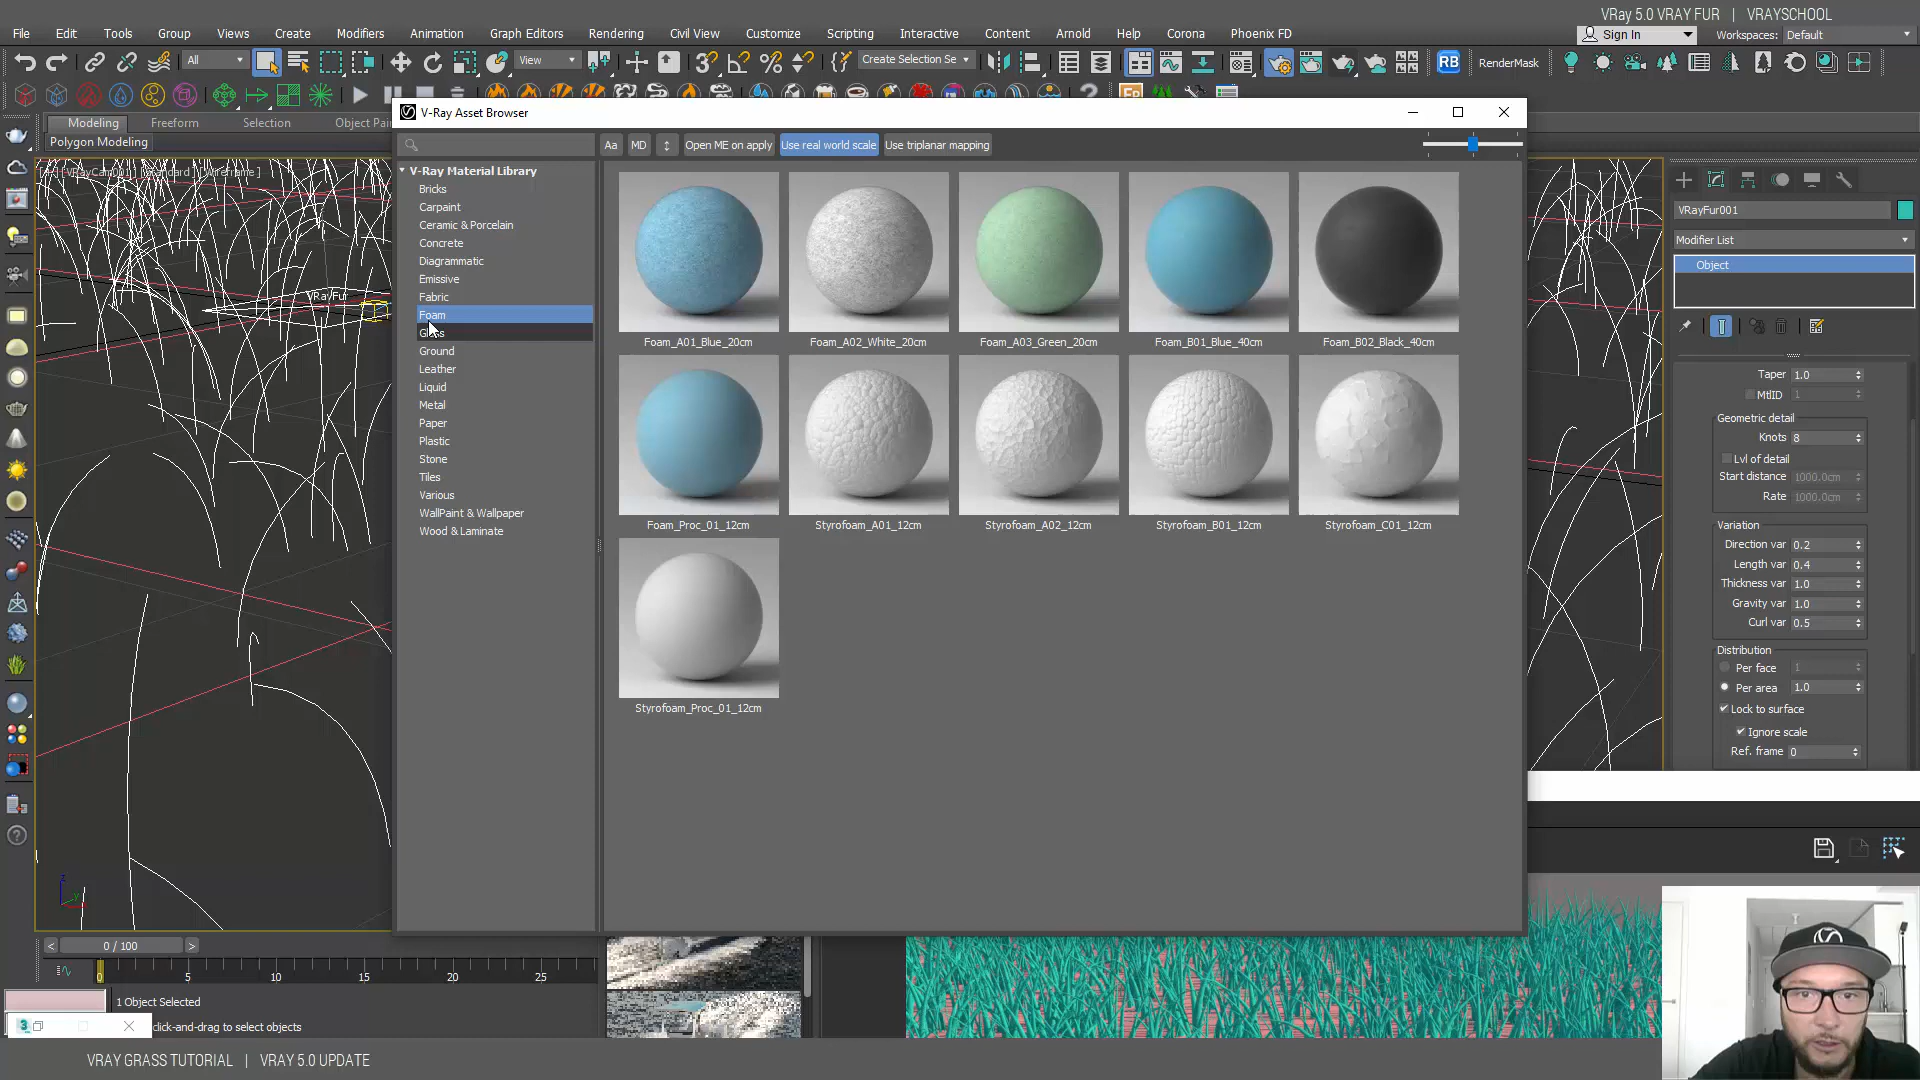 VRay 5.0 VRAY FUR | VRAYSCHOOL
File Edit Tools Group Views Create Modifiers Animation Graph Editors Rendering Civil View Customize Scripting Interactive Content Arnold Help Corona Phoenix FD
Sign In
Workspaces: Default
All
View
Create Selection Se
RB
RenderMask
Modeling Freeform Selection Object Pai
Polygon Modeling
V-Ray Asset Browser
Aa MD Open ME on apply Use real world scale Use triplanar mapping
V-Ray Material Library
Bricks
Carpaint
Ceramic & Porcelain
Concrete
Diagrammatic
Emissive
Fabric
Foam
Glass
Ground
Leather
Liquid
Metal
Paper
Plastic
Stone
Tiles
Various
WallPaint & Wallpaper
Wood & Laminate
Foam_A01_Blue_20cm Foam_A02_White_20cm Foam_A03_Green_20cm Foam_B01_Blue_40cm Foam_B02_Black_40cm
Foam_Proc_01_12cm Styrofoam_A01_12cm Styrofoam_A02_12cm Styrofoam_B01_12cm Styrofoam_C01_12cm
Styrofoam_Proc_01_12cm
VRayFur
VRayFur001
Modifier List
Object
Taper 1.0
MtlID 1
Geometric detail
Knots 8
Lvl of detail
Start distance 1000.0cm
Rate 1000.0cm
Variation
Direction var 0.2
Length var 0.4
Thickness var 1.0
Gravity var 1.0
Curl var 0.5
Distribution
Per face 1
Per area 1.0
Lock to surface
Ignore scale
Ref. frame 0
< 0 / 100 >
0 5 10 15 20 25
1 Object Selected
click-and-drag to select objects
VRAY GRASS TUTORIAL | VRAY 5.0 UPDATE